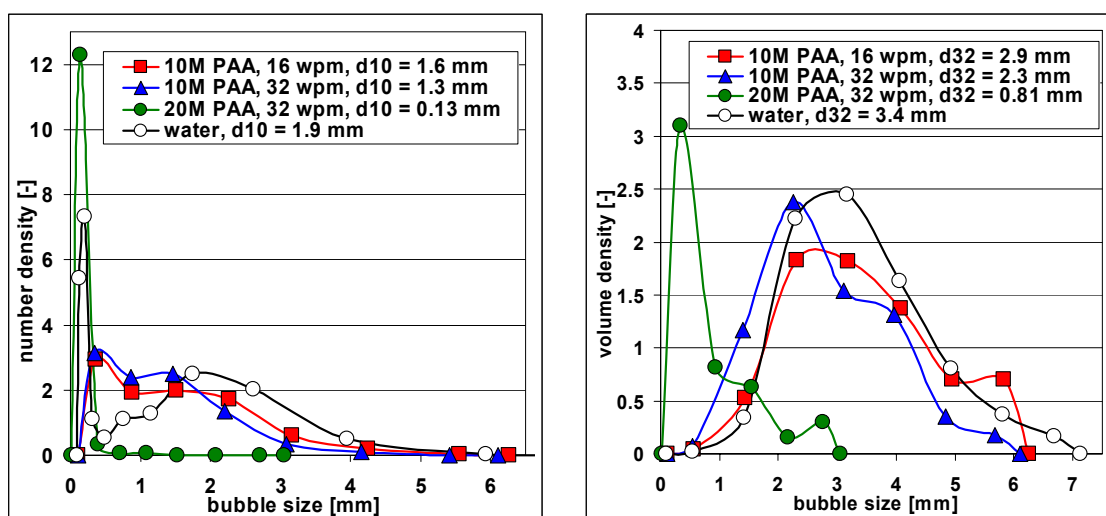 12
10
8
6
4
2
0
number density [-]
10M PAA, 16 wpm, d10 = 1.6 mm
10M PAA, 32 wpm, d10 = 1.3 mm
20M PAA, 32 wpm, d10 = 0.13 mm
water, d10 = 1.9 mm
0 1 2 3 4 5 6
bubble size [mm]
4
3.5
3
2.5
2
1.5
1
0.5
0
volume density [-]
10M PAA, 16 wpm, d32 = 2.9 mm
10M PAA, 32 wpm, d32 = 2.3 mm
20M PAA, 32 wpm, d32 = 0.81 mm
water, d32 = 3.4 mm
0 1 2 3 4 5 6 7
bubble size [mm]